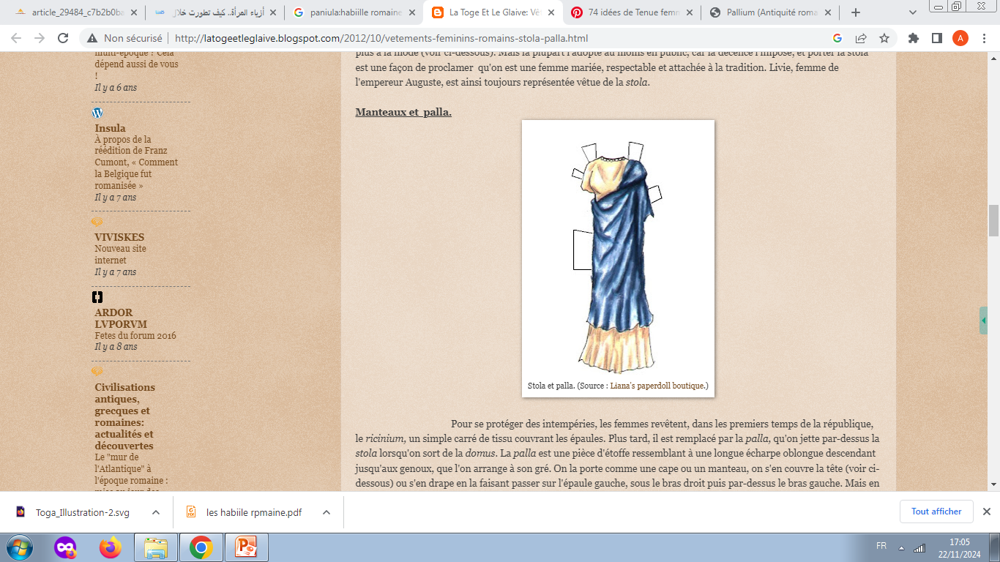 article_29484_c7b2b0ba
أزياء المرأة.. كيف تطورت خلال
paniula:habiille romaine
La Toge Et Le Glaive: Vê
74 idées de Tenue femm
Pallium (Antiquité roma
Non sécurisé
http://latogeetleglaive.blogspot.com/2012/10/vetements-feminins-romains-stola-palla.html
A
multi-époque ? Cela
dépend aussi de vous
!
Il y a 6 ans
Insula
À propos de la
réédition de Franz
Cumont, « Comment
la Belgique fut
romanisée »
Il y a 7 ans
VIVISKES
Nouveau site
internet
Il y a 7 ans
ARDOR
LVPORVM
Fetes du forum 2016
Il y a 8 ans
Civilisations
antiques,
grecques et
romaines:
actualités et
découvertes
Le "mur de
l'Atlantique" à
l'époque romaine :
plus à la mode (voir ci-dessous). Mais la plupart l'adopte au moins en public, car la décence l'impose, et porter la stola
est une façon de proclamer qu'on est une femme mariée, respectable et attachée à la tradition. Livie, femme de
l'empereur Auguste, est ainsi toujours représentée vêtue de la stola.
Manteaux et palla.
Stola et palla. (Source : Liana's paperdoll boutique.)
Pour se protéger des intempéries, les femmes revêtent, dans les premiers temps de la république,
le ricinium, un simple carré de tissu couvrant les épaules. Plus tard, il est remplacé par la palla, qu'on jette par-dessus la
stola lorsqu'on sort de la domus. La palla est une pièce d'étoffe ressemblant à une longue écharpe oblongue descendant
jusqu'aux genoux, que l'on arrange à son gré. On la porte comme une cape ou un manteau, on s'en couvre la tête (voir ci-
dessous) ou s'en drape en la faisant passer sur l'épaule gauche, sous le bras droit puis par-dessus le bras gauche. Mais en
Toga_Illustration-2.svg
les habiile rpmaine.pdf
Tout afficher
FR
17:05
22/11/2024